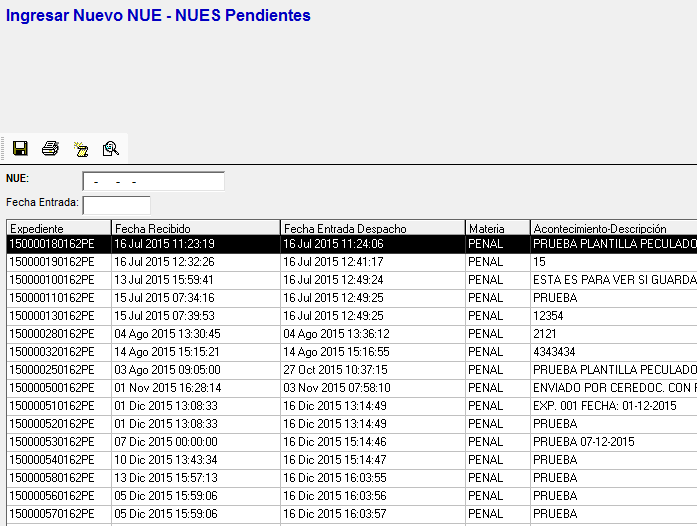 Ingresar Nuevo NUE - NUES Pendientes
NUE: - - -
Fecha Entrada:
Expediente Fecha Recibido Fecha Entrada Despacho Materia Acontecimiento-Descripción
150000180162PE 16 Jul 2015 11:23:19 16 Jul 2015 11:24:06 PENAL PRUEBA PLANTILLA PECULADO
150000190162PE 16 Jul 2015 12:32:26 16 Jul 2015 12:41:17 PENAL 15
150000100162PE 13 Jul 2015 15:59:41 16 Jul 2015 12:49:24 PENAL ESTA ES PARA VER SI GUARDA
150000110162PE 15 Jul 2015 07:34:16 16 Jul 2015 12:49:25 PENAL PRUEBA
150000130162PE 15 Jul 2015 07:39:53 16 Jul 2015 12:49:25 PENAL 12354
150000280162PE 04 Ago 2015 13:30:45 04 Ago 2015 13:36:12 PENAL 2121
150000320162PE 14 Ago 2015 15:15:21 14 Ago 2015 15:16:55 PENAL 4343434
150000250162PE 03 Ago 2015 09:05:00 27 Oct 2015 10:37:15 PENAL PRUEBA PLANTILLA PECULADO
150000500162PE 01 Nov 2015 16:28:14 03 Nov 2015 07:58:10 PENAL ENVIADO POR CEREDOC. CON
150000510162PE 01 Dic 2015 13:08:33 16 Dic 2015 13:14:49 PENAL EXP. 001 FECHA: 01-12-2015
150000520162PE 01 Dic 2015 13:08:33 16 Dic 2015 13:14:49 PENAL PRUEBA
150000530162PE 07 Dic 2015 00:00:00 16 Dic 2015 15:14:46 PENAL PRUEBA 07-12-2015
150000540162PE 10 Dic 2015 13:43:34 16 Dic 2015 15:14:47 PENAL PRUEBA
150000580162PE 13 Dic 2015 15:57:13 16 Dic 2015 16:03:55 PENAL PRUEBA
150000560162PE 05 Dic 2015 15:59:06 16 Dic 2015 16:03:56 PENAL PRUEBA
150000570162PE 05 Dic 2015 15:59:06 16 Dic 2015 16:03:57 PENAL PRUEBA